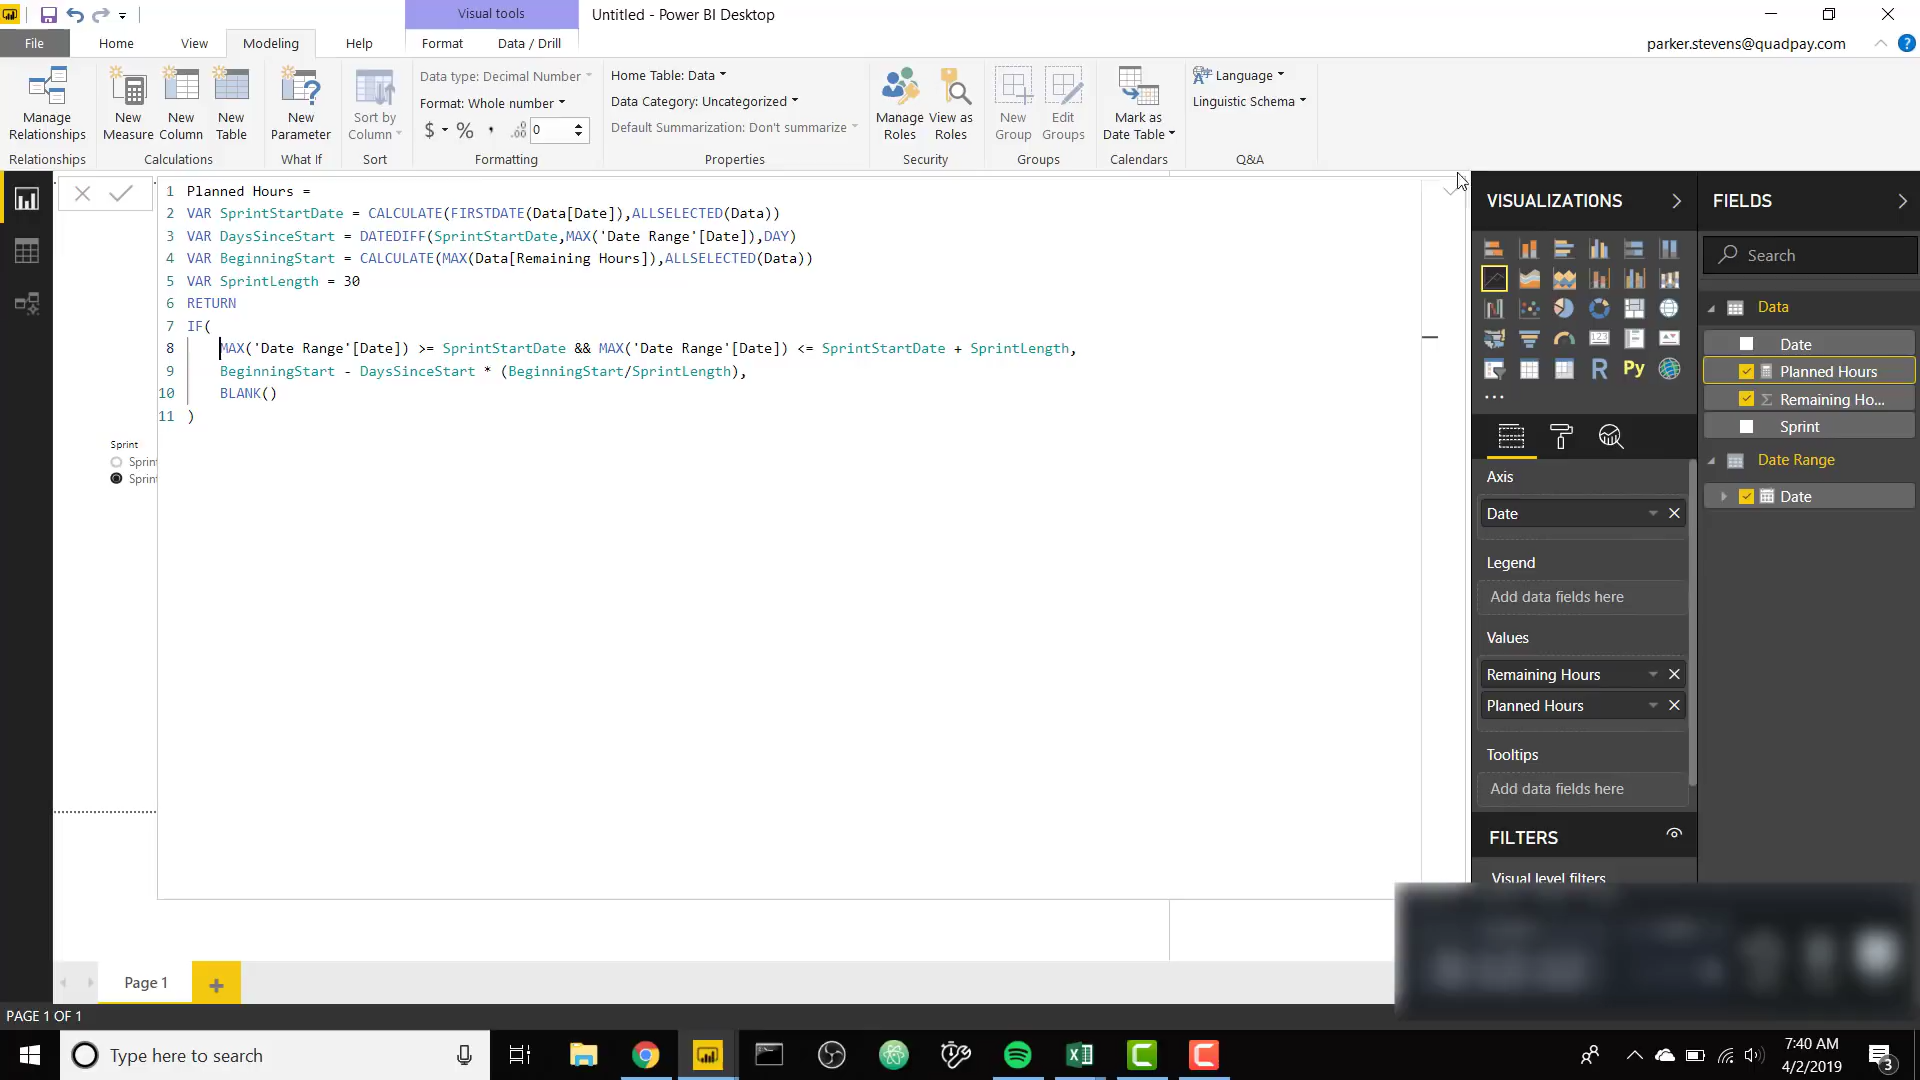 Visual tools
Untitled - Power BI Desktop
File
Home
View
Modeling
Help
Format
Data / Drill
parker.stevens@quadpay.com
Manage Relationships
New Measure
New Column
New Table
New Parameter
Sort by Column
Data type: Decimal Number
Format: Whole number
$ % , .00 0
Home Table: Data
Data Category: Uncategorized
Default Summarization: Don't summarize
Manage Roles
View as Roles
New Group
Edit Groups
Mark as Date Table
Language
Linguistic Schema
Relationships
Calculations
What If
Sort
Formatting
Properties
Security
Groups
Calendars
Q&A
1 Planned Hours =
2 VAR SprintStartDate = CALCULATE(FIRSTDATE(Data[Date]),ALLSELECTED(Data))
3 VAR DaysSinceStart = DATEDIFF(SprintStartDate,MAX('Date Range'[Date]),DAY)
4 VAR BeginningStart = CALCULATE(MAX(Data[Remaining Hours]),ALLSELECTED(Data))
5 VAR SprintLength = 30
6 RETURN
7 IF(
8 MAX('Date Range'[Date]) >= SprintStartDate && MAX('Date Range'[Date]) <= SprintStartDate + SprintLength,
9 BeginningStart - DaysSinceStart * (BeginningStart/SprintLength),
10 BLANK()
11 )
Sprint
Sprin
Sprin
VISUALIZATIONS
R Py
Axis
Date
Legend
Add data fields here
Values
Remaining Hours
Planned Hours
Tooltips
Add data fields here
FILTERS
Visual level filters
FIELDS
Search
Data
Date
Planned Hours
Remaining Ho...
Sprint
Date Range
Date
Page 1
PAGE 1 OF 1
Type here to search
7:40 AM
4/2/2019
3